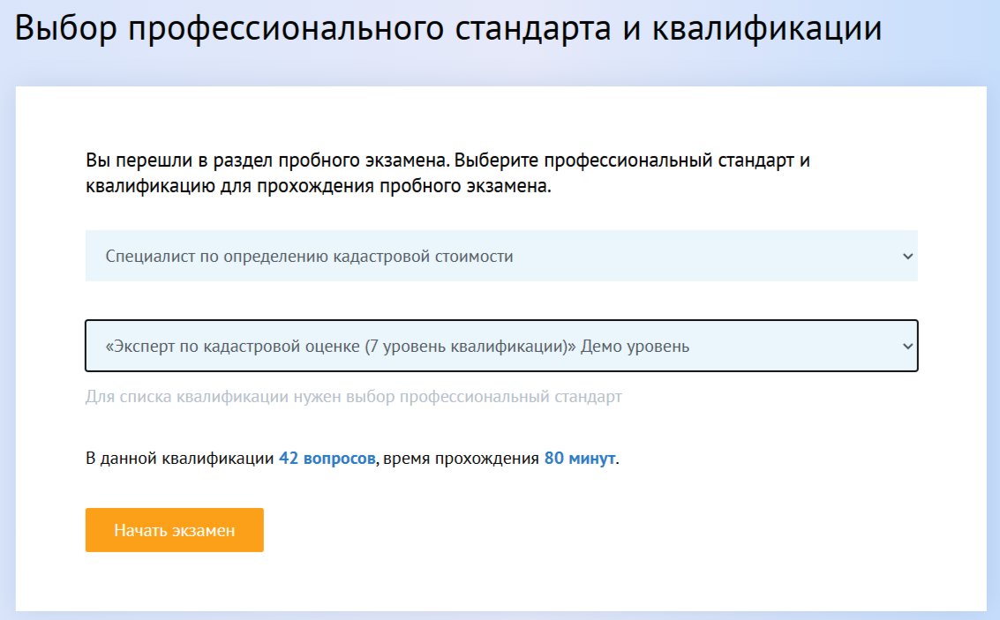 Выбор профессионального стандарта и квалификации
Вы перешли в раздел пробного экзамена. Выберите профессиональный стандарт и
квалификацию для прохождения пробного экзамена.
Специалист по определению кадастровой стоимости
«Эксперт по кадастровой оценке (7 уровень квалификации)» Демо уровень
Для списка квалификации нужен выбор профессиональный стандарт
В данной квалификации 42 вопросов, время прохождения 80 минут.
Начать экзамен